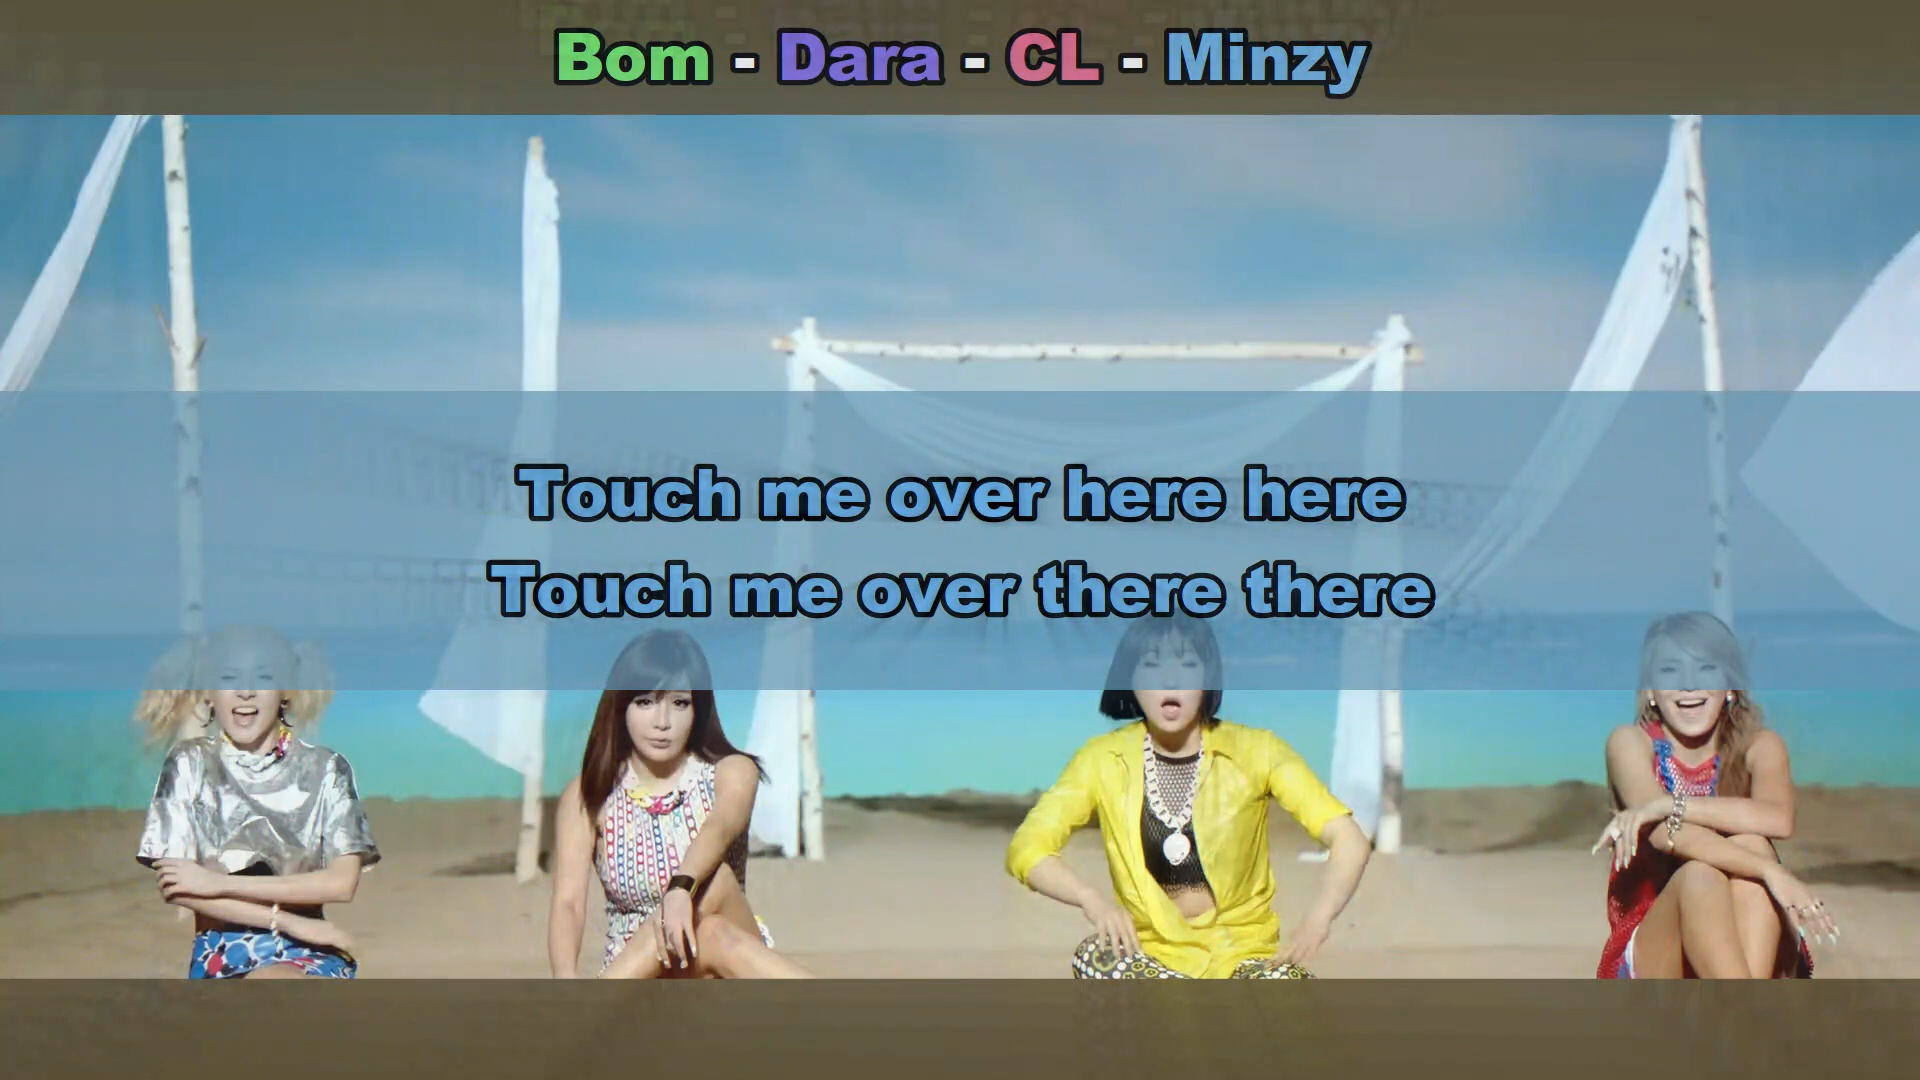 Bom - Dara - CL - Minzy
Touch me over here here
Touch me over there there